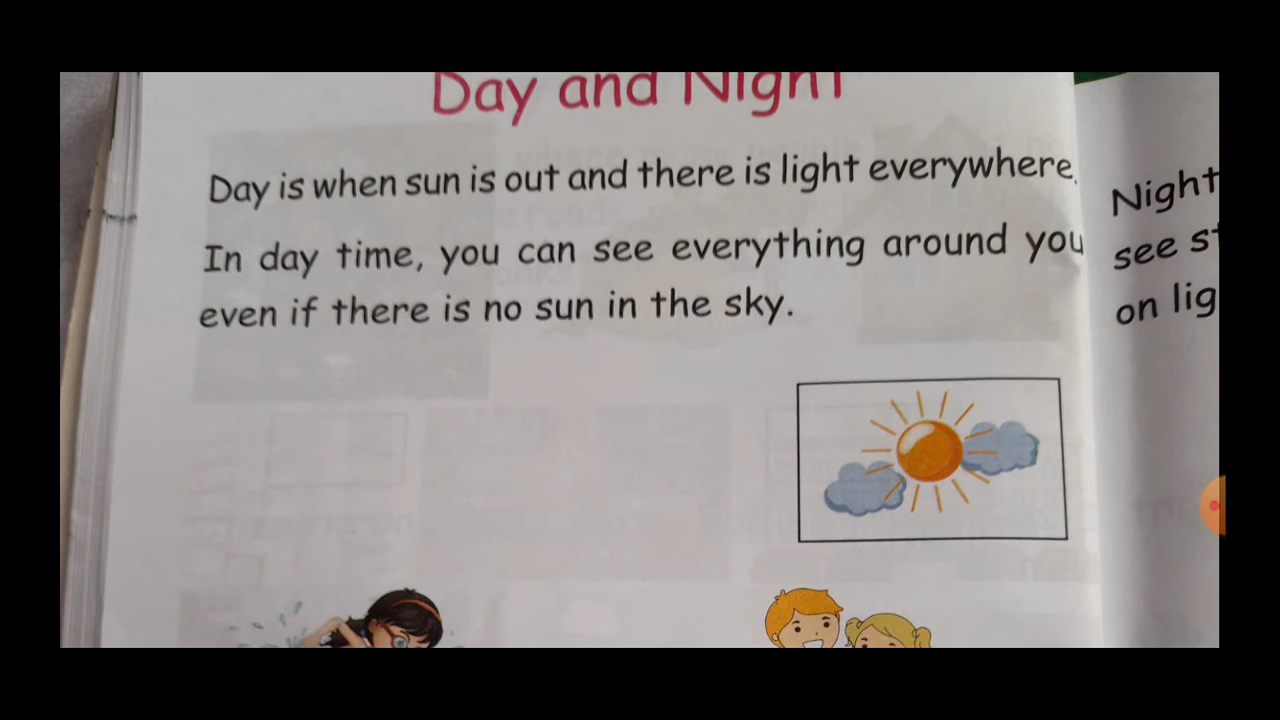 Day and Night
Day is when sun is out and there is light everywhere.
In day time, you can see everything around you
even if there is no sun in the sky.
Night
see
on